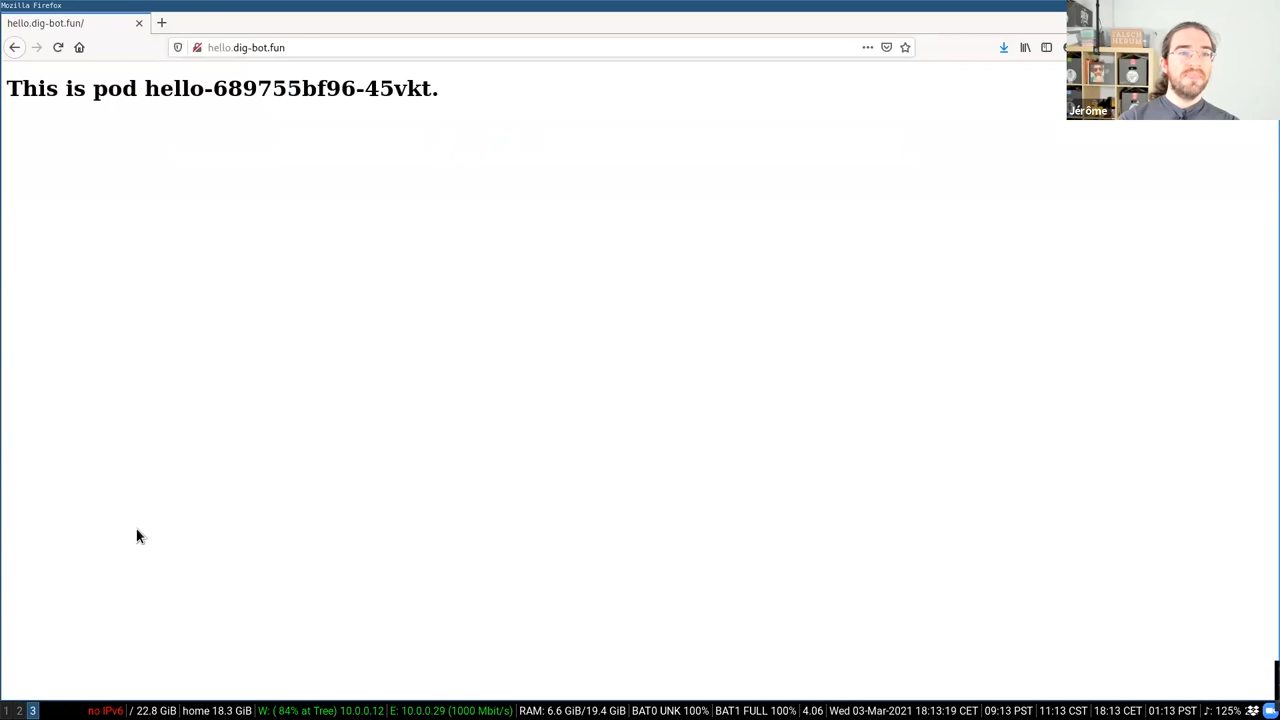 Mozilla Firefox
hello.dig-bot.fun/
hello.dig-bot.fun
This is pod hello-689755bf96-45vkt.
Jérôme
1 2 3 no IPv6 / 22.8 GiB home 18.3 GiB W: ( 84% at Tree) 10.0.0.12 E: 10.0.0.29 (1000 Mbit/s) RAM: 6.6 GiB/19.4 GiB BAT0 UNK 100% BAT1 FULL 100% 4.06 Wed 03-Mar-2021 18:13:19 CET 09:13 PST 11:13 CST 18:13 CET 01:13 PST ♪: 125%